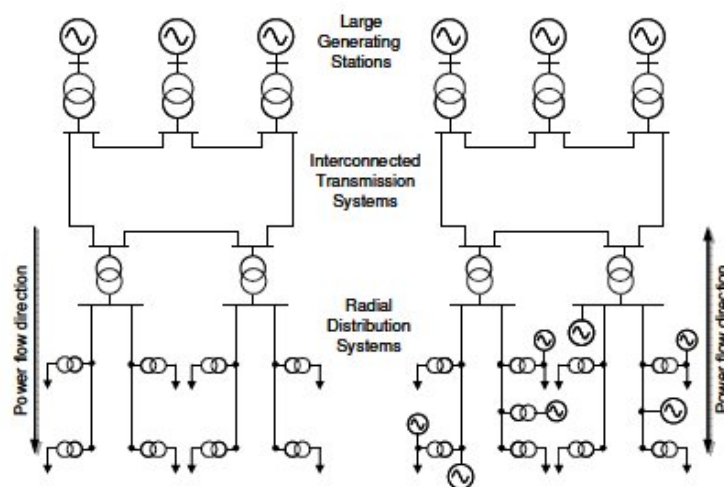 Large
Generating
Stations
Interconnected
Transmission
Systems
Radial
Distribution
Systems
Power flow direction
Power flow direction